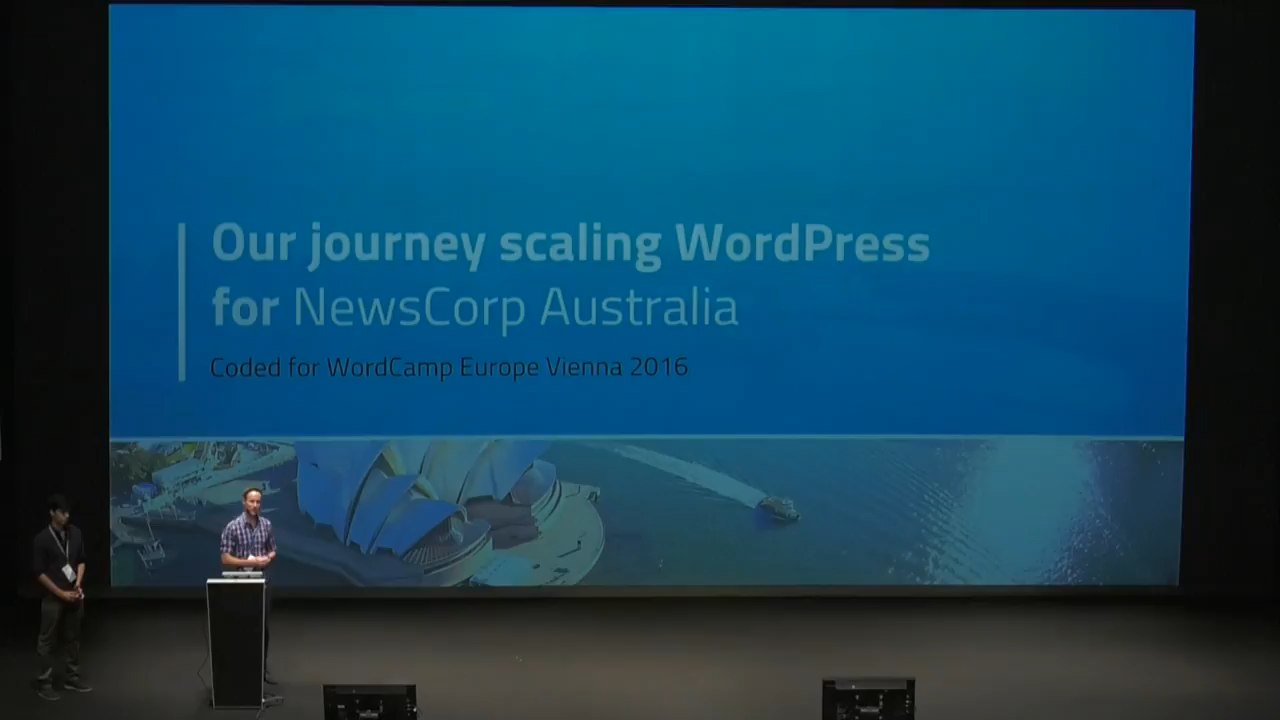 Our journey scaling WordPress
for NewsCorp Australia
Coded for WordCamp Europe Vienna 2016